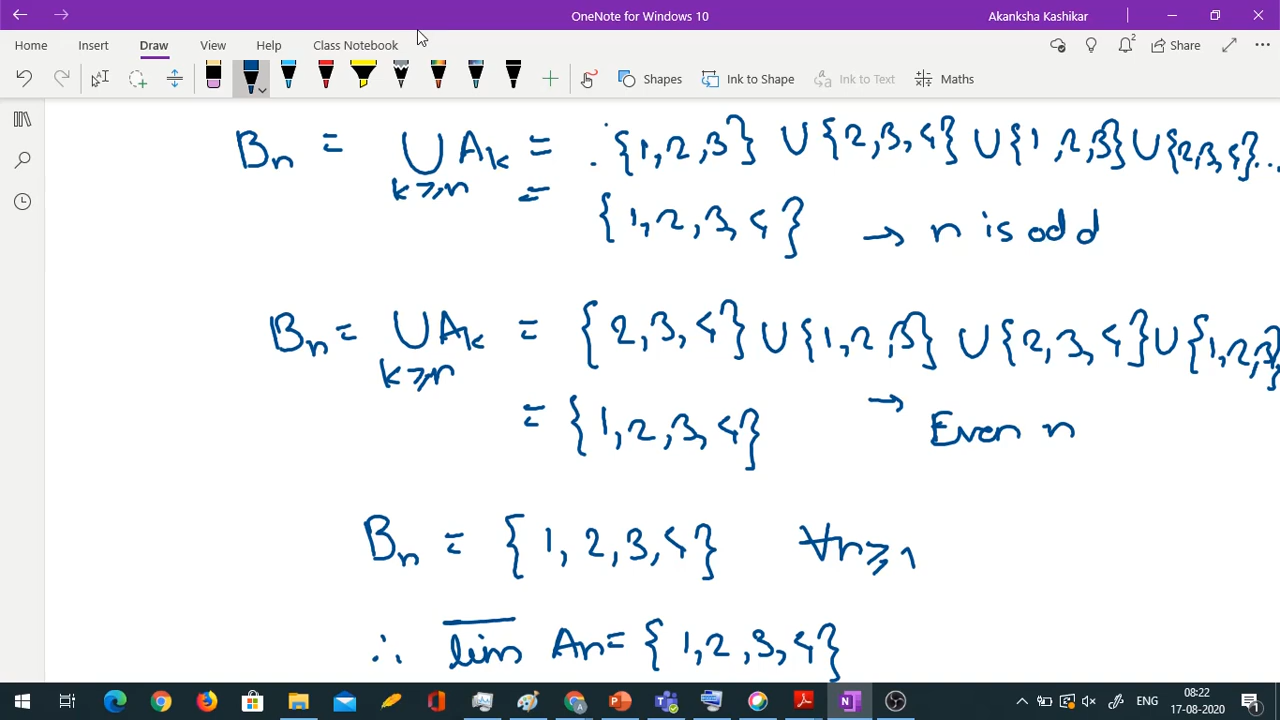 OneNote for Windows 10
Akanksha Kashikar
Home Insert Draw View Help Class Notebook
Share
Shapes Ink to Shape Ink to Text Maths
Bn = ∪ Ak = {1,2,3} ∪ {2,3,4} ∪ {1,2,3} ∪ {2,3,4}...
k≥n
= {1,2,3,4} → n is odd
Bn = ∪ Ak = {2,3,4} ∪ {1,2,3} ∪ {2,3,4} ∪ {1,2,3}
k≥n
= {1,2,3,4} → Even n
Bn = {1,2,3,4} ∀n≥1
∴ l̅i̅m̅ An = {1,2,3,4}
ENG
08:22
17-08-2020
1